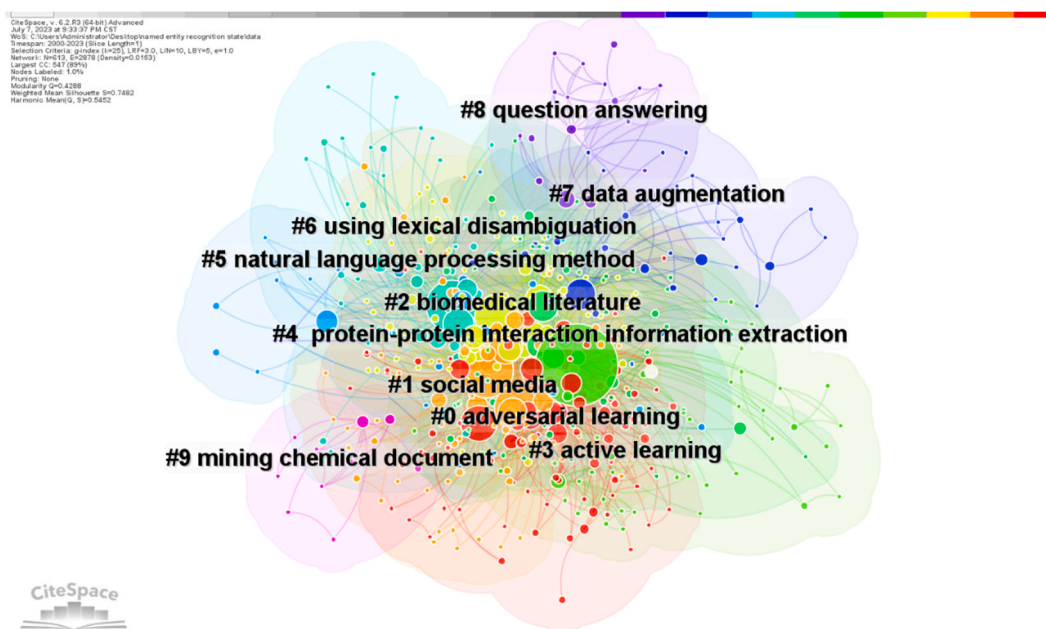 CiteSpace, v. 6.2.R3 (64-bit) Advanced
July 7, 2023 at 9:33:37 PM CST
WoS: C:\Users\Administrator\Desktop\named entity recognition state\data
Timespan: 2000-2023 (Slice Length=1)
Selection Criteria: g-index (k=25), LRF=3.0, L/N=10, LBY=5, e=1.0
Network: N=613, E=2878 (Density=0.0153)
Largest CC: 547 (89%)
Nodes Labeled: 1.0%
Pruning: None
Modularity Q=0.4288
Weighted Mean Silhouette S=0.7482
Harmonic Mean(Q, S)=0.5452
#8 question answering
#7 data augmentation
#6 using lexical disambiguation
#5 natural language processing method
#2 biomedical literature
#4 protein-protein interaction information extraction
#1 social media
#0 adversarial learning
#3 active learning
#9 mining chemical document
CiteSpace